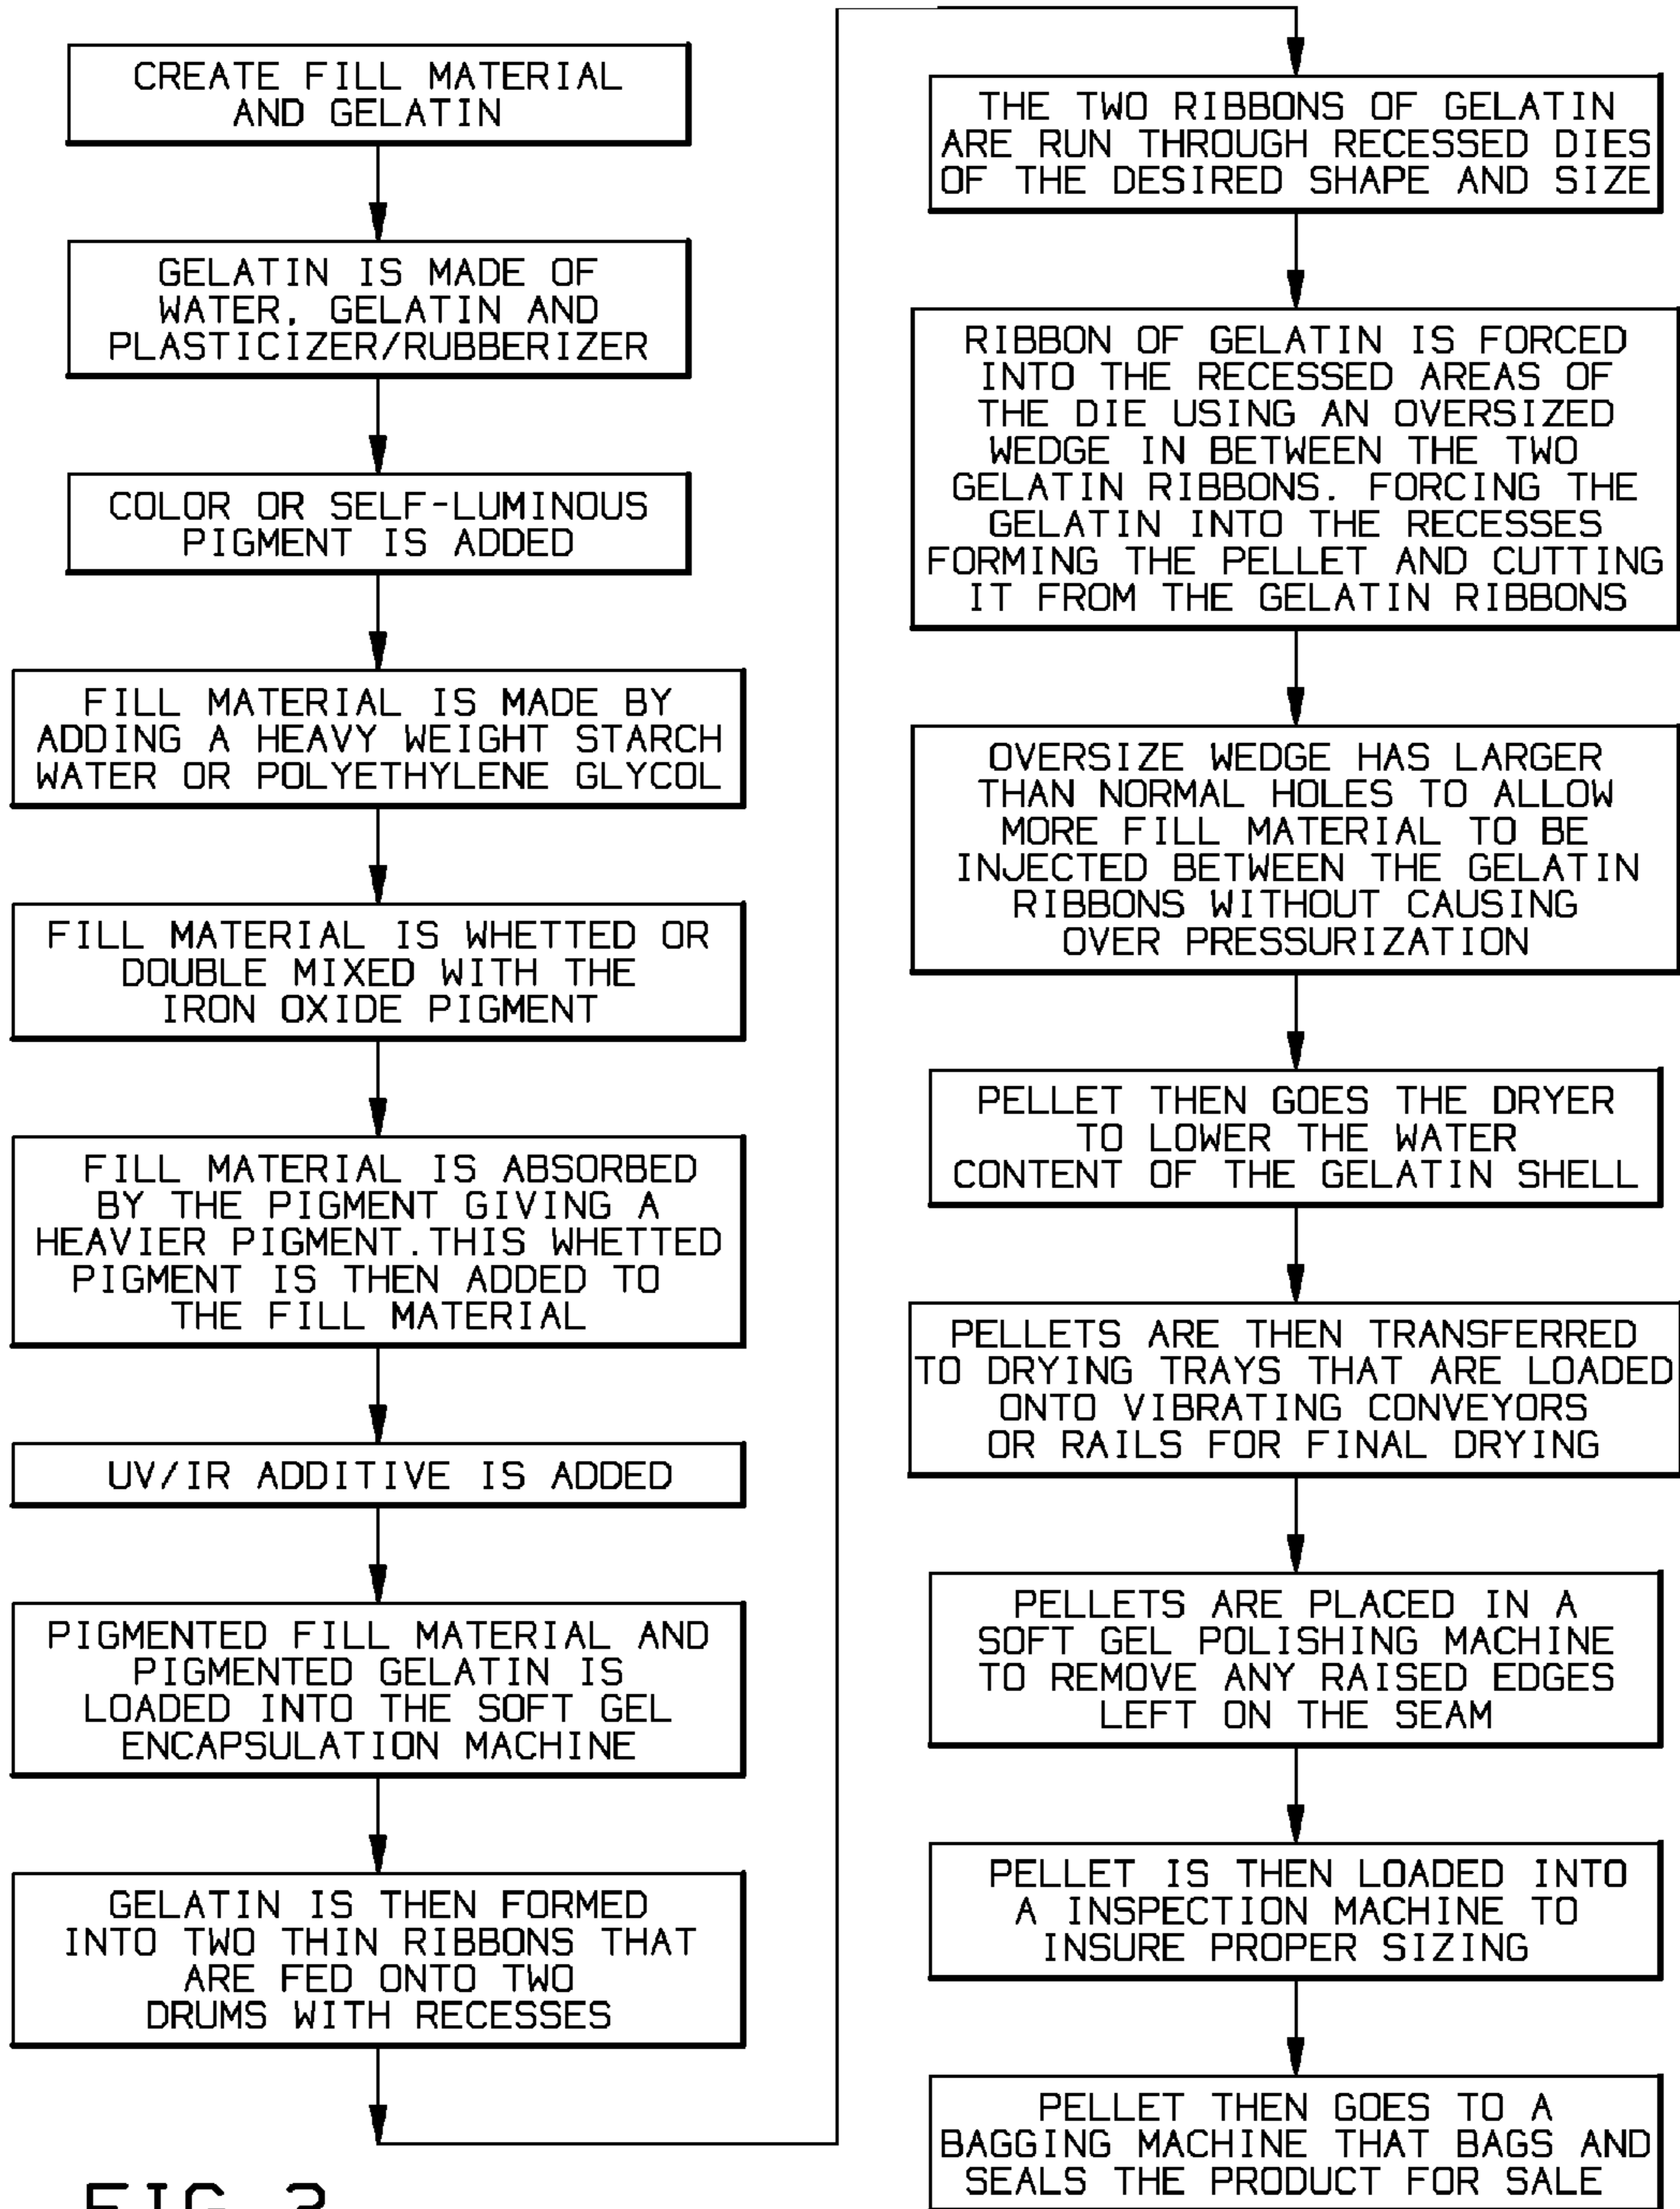 CREATE FILL MATERIAL
AND GELATIN
GELATIN IS MADE OF
WATER, GELATIN AND
PLASTICIZER/RUBBERIZER
COLOR OR SELF-LUMINOUS
PIGMENT IS ADDED
FILL MATERIAL IS MADE BY
ADDING A HEAVY WEIGHT STARCH
WATER OR POLYETHYLENE GLYCOL
FILL MATERIAL IS WHETTED OR
DOUBLE MIXED WITH THE
IRON OXIDE PIGMENT
FILL MATERIAL IS ABSORBED
BY THE PIGMENT GIVING A
HEAVIER PIGMENT.THIS WHETTED
PIGMENT IS THEN ADDED TO
THE FILL MATERIAL
UV/IR ADDITIVE IS ADDED
PIGMENTED FILL MATERIAL AND
PIGMENTED GELATIN IS
LOADED INTO THE SOFT GEL
ENCAPSULATION MACHINE
GELATIN IS THEN FORMED
INTO TWO THIN RIBBONS THAT
ARE FED ONTO TWO
DRUMS WITH RECESSES
THE TWO RIBBONS OF GELATIN
ARE RUN THROUGH RECESSED DIES
OF THE DESIRED SHAPE AND SIZE
RIBBON OF GELATIN IS FORCED
INTO THE RECESSED AREAS OF
THE DIE USING AN OVERSIZED
WEDGE IN BETWEEN THE TWO
GELATIN RIBBONS. FORCING THE
GELATIN INTO THE RECESSES
FORMING THE PELLET AND CUTTING
IT FROM THE GELATIN RIBBONS
OVERSIZE WEDGE HAS LARGER
THAN NORMAL HOLES TO ALLOW
MORE FILL MATERIAL TO BE
INJECTED BETWEEN THE GELATIN
RIBBONS WITHOUT CAUSING
OVER PRESSURIZATION
PELLET THEN GOES THE DRYER
TO LOWER THE WATER
CONTENT OF THE GELATIN SHELL
PELLETS ARE THEN TRANSFERRED
TO DRYING TRAYS THAT ARE LOADED
ONTO VIBRATING CONVEYORS
OR RAILS FOR FINAL DRYING
PELLETS ARE PLACED IN A
SOFT GEL POLISHING MACHINE
TO REMOVE ANY RAISED EDGES
LEFT ON THE SEAM
PELLET IS THEN LOADED INTO
A INSPECTION MACHINE TO
INSURE PROPER SIZING
PELLET THEN GOES TO A
BAGGING MACHINE THAT BAGS AND
SEALS THE PRODUCT FOR SALE